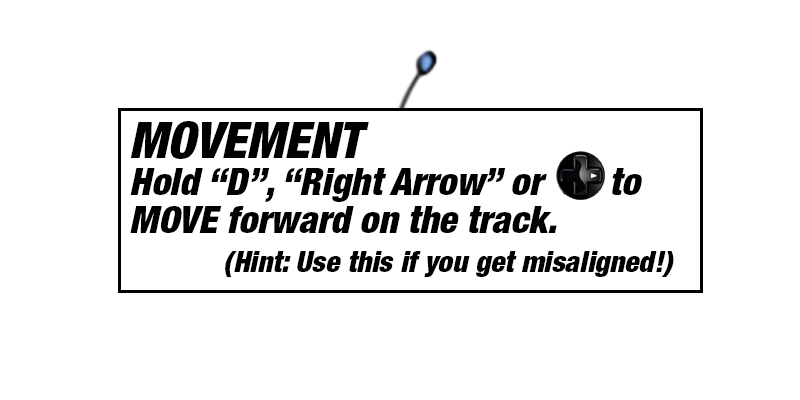 MOVEMENT
Hold “D”, “Right Arrow” or to
MOVE forward on the track.
(Hint: Use this if you get misaligned!)